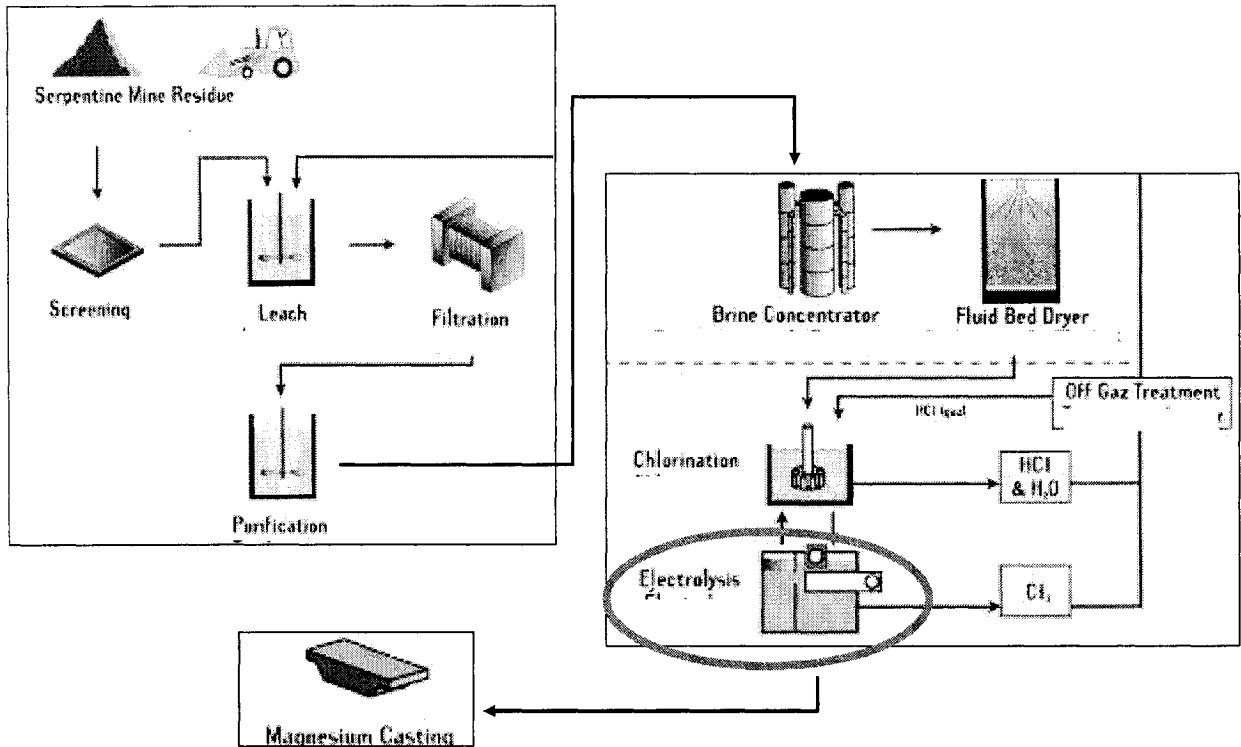 Serpentine Mine Residue
Screening
Leach
Filtration
Purification
Brine Concentrator
Fluid Bed Dryer
Off Gaz Treatment
HCl
Chlorination
HCl
& H₂O
Electrolysis
Cl₂
Magnesium Casting